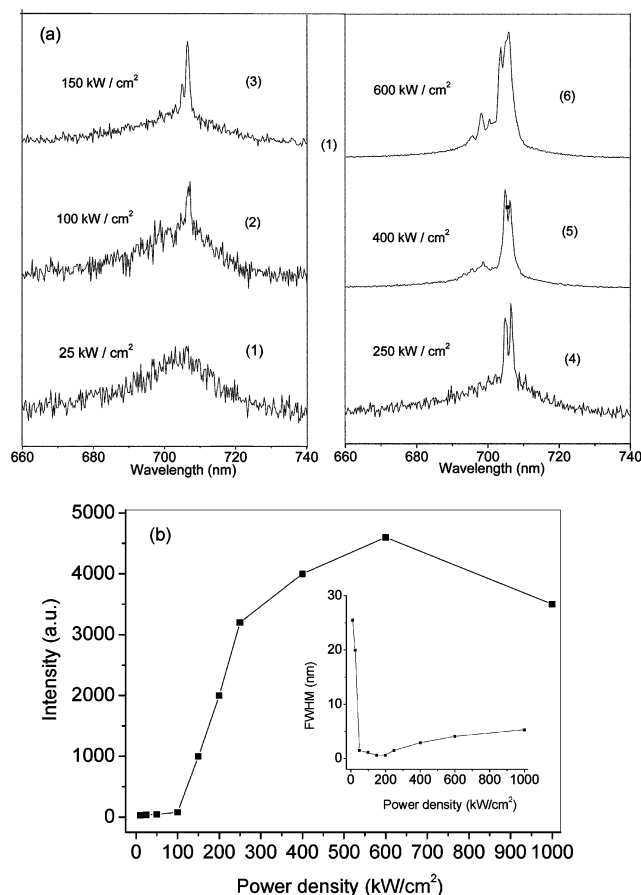 (a)
150 kW / cm²
(3)
100 kW / cm²
(2)
25 kW / cm²
(1)
660 680 700 720 740
Wavelength (nm)
(1)
600 kW / cm²
(6)
400 kW / cm²
(5)
250 kW / cm²
(4)
660 680 700 720 740
Wavelength (nm)
(b)
5000
4000
3000
2000
1000
0
Intensity (a.u.)
0 100 200 300 400 500 600 700 800 900 1000
Power density (kW/cm²)
30
20
10
0
FWHM (nm)
0 200 400 600 800 1000
Power density (kW/cm²)